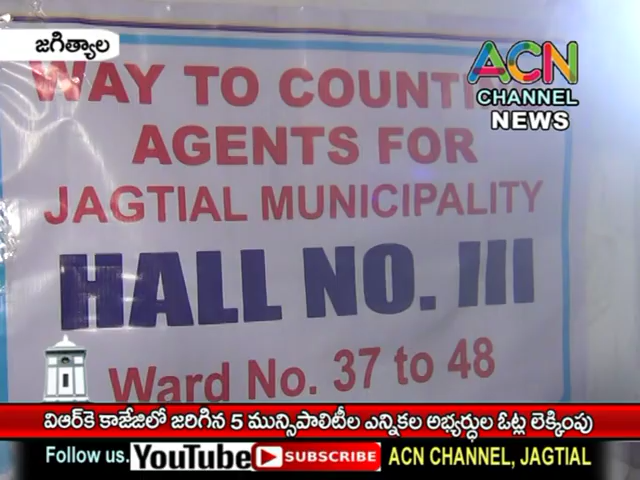 జగిత్యాల
ACN
CHANNEL
NEWS
WAY TO COUNTI
AGENTS FOR
JAGTIAL MUNICIPALITY
HALL NO. III
Ward No. 37 to 48
విఆర్‌కె కాజేజిలో జరిగిన 5 మున్సిపాలిటీల ఎన్నికల అభ్యర్థుల ఓట్ల లెక్కింపు
Follow us. YouTube SUBSCRIBE ACN CHANNEL, JAGTIAL